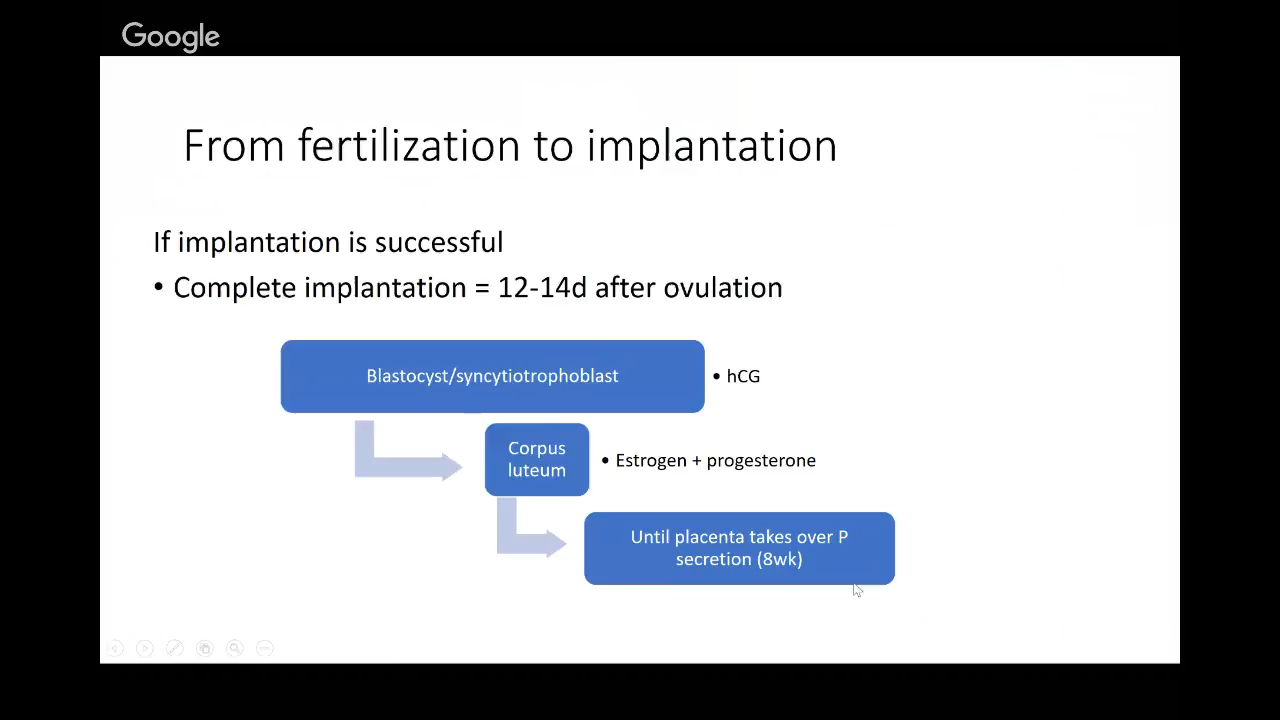 Google
From fertilization to implantation
If implantation is successful
• Complete implantation = 12-14d after ovulation
Blastocyst/syncytiotrophoblast
• hCG
Corpus
luteum
• Estrogen + progesterone
Until placenta takes over P
secretion (8wk)